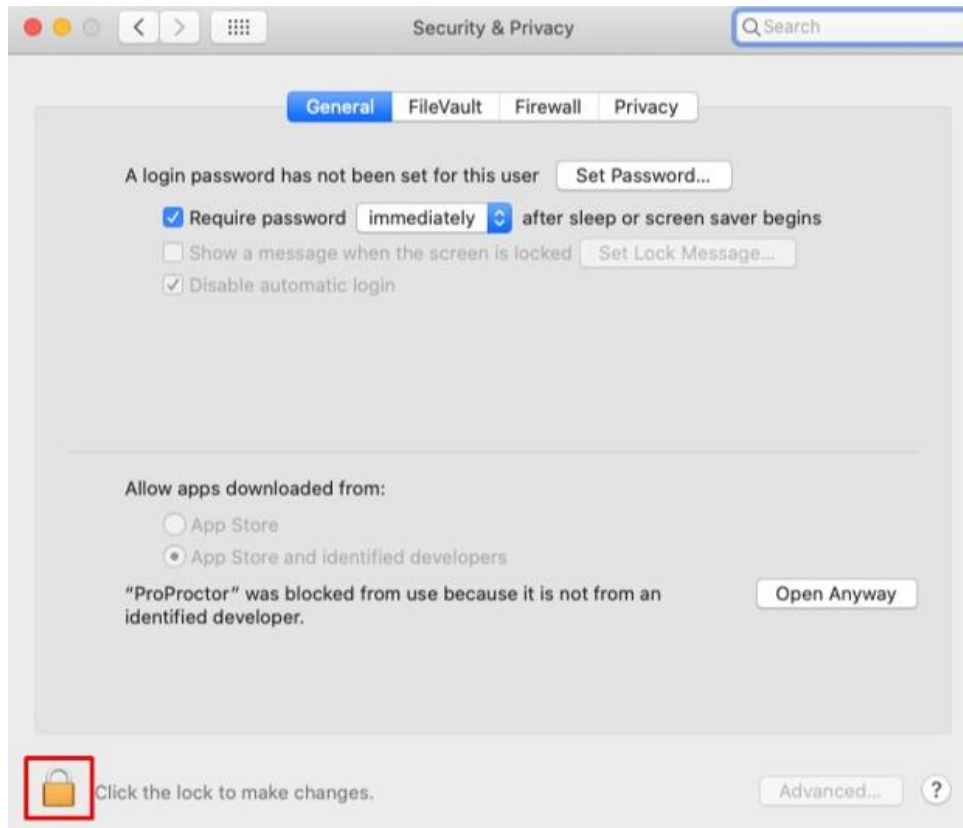 Security & Privacy
Search
General FileVault Firewall Privacy
A login password has not been set for this user Set Password...
Require password immediately after sleep or screen saver begins
Show a message when the screen is locked Set Lock Message...
Disable automatic login
Allow apps downloaded from:
App Store
App Store and identified developers
“ProProctor” was blocked from use because it is not from an Open Anyway
identified developer.
Click the lock to make changes. Advanced... ?